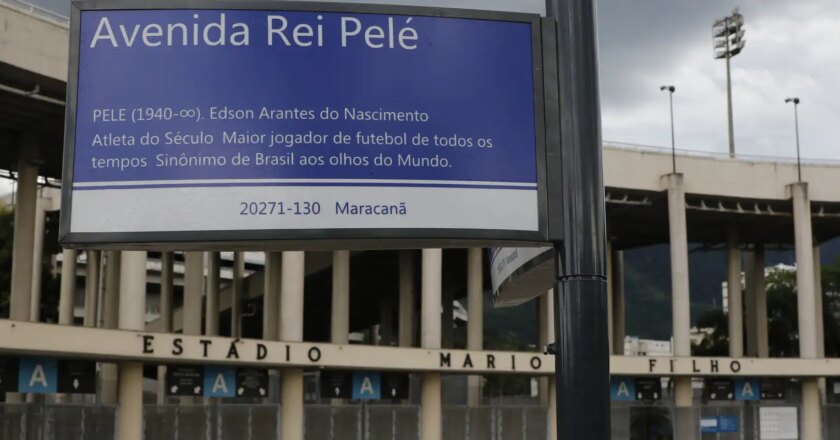 Avenida Rei Pelé
PELE (1940-∞). Edson Arantes do Nascimento
Atleta do Século Maior jogador de futebol de todos os
tempos Sinônimo de Brasil aos olhos do Mundo.
20271-130 Maracanã
ESTÁDIO MARIO FILHO
A
A
A
A
A